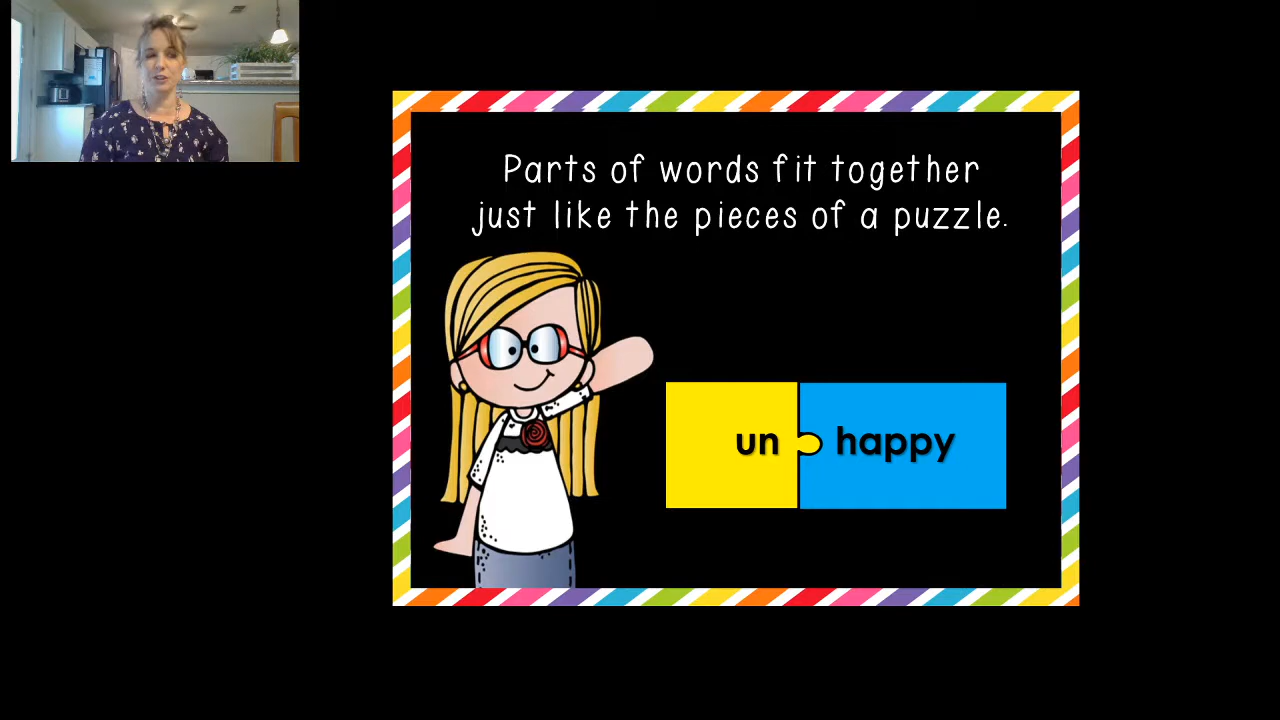 Parts of words fit together
just like the pieces of a puzzle.
un happy